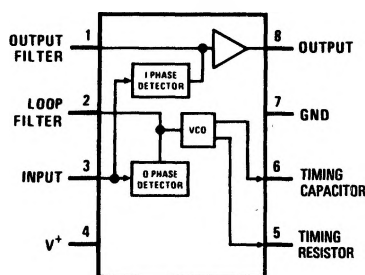 OUTPUT
FILTER
1
8
OUTPUT
I PHASE
DETECTOR
LOOP
FILTER
2
7
GND
VCO
INPUT
3
Q PHASE
DETECTOR
6
TIMING
CAPACITOR
V+
4
5
TIMING
RESISTOR